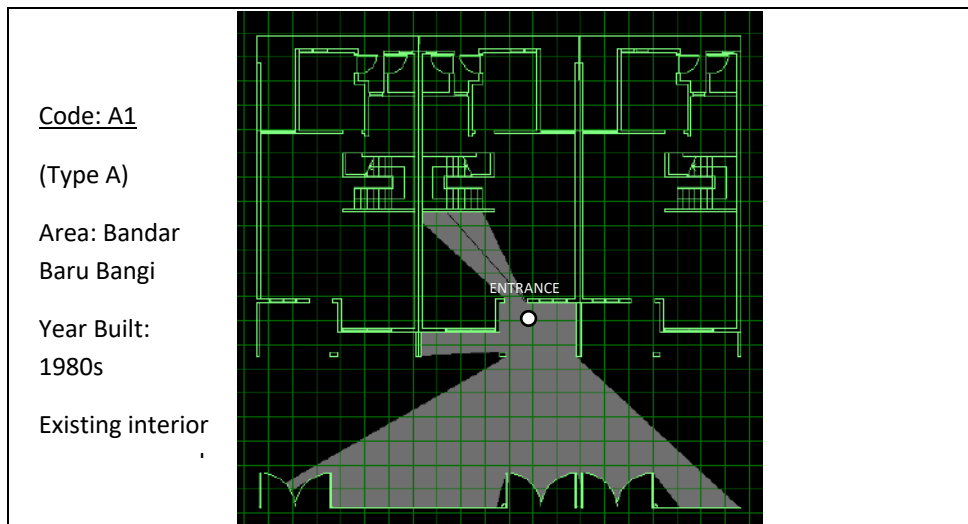 Code: A1
(Type A)
Area: Bandar
Baru Bangi
Year Built:
1980s
Existing interior
ENTRANCE